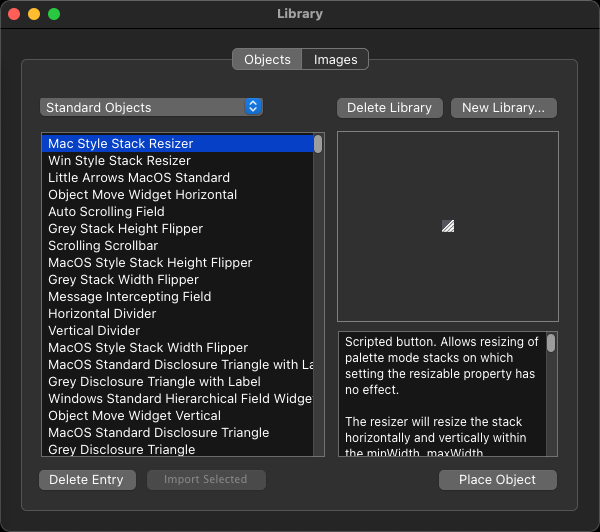 Library
Objects
Images
Standard Objects
Delete Library
New Library...
Mac Style Stack Resizer
Win Style Stack Resizer
Little Arrows MacOS Standard
Object Move Widget Horizontal
Auto Scrolling Field
Grey Stack Height Flipper
Scrolling Scrollbar
MacOS Style Stack Height Flipper
Grey Stack Width Flipper
Message Intercepting Field
Horizontal Divider
Vertical Divider
MacOS Style Stack Width Flipper
MacOS Standard Disclosure Triangle with La
Grey Disclosure Triangle with Label
Windows Standard Hierarchical Field Widge
Object Move Widget Vertical
MacOS Standard Disclosure Triangle
Grey Disclosure Triangle
Scripted button. Allows resizing of
palette mode stacks on which
setting the resizable property has
no effect.
The resizer will resize the stack
horizontally and vertically within
the minWidth, maxWidth,
Delete Entry
Import Selected
Place Object